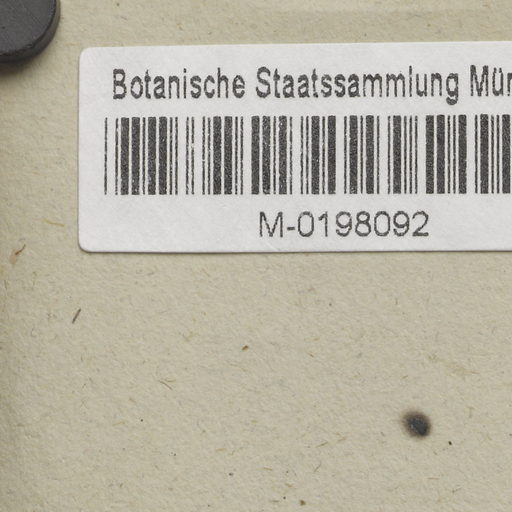 Botanische Staatssammlung Mün
M-0198092